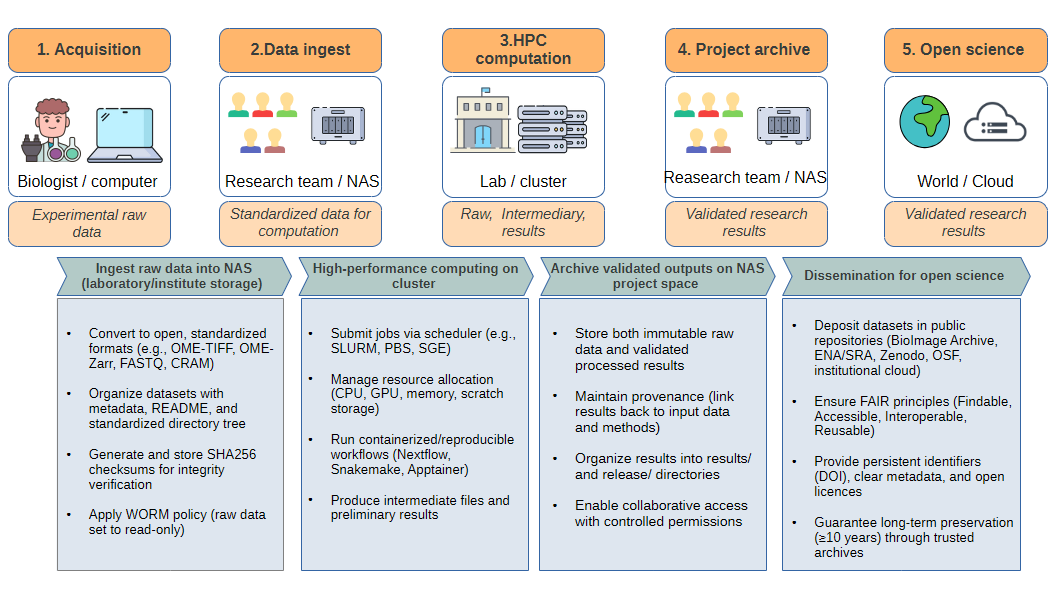 1. Acquisition
2.Data ingest
3.HPC
computation
4. Project archive
5. Open science
Biologist / computer
Research team / NAS
Lab / cluster
Reasearch team / NAS
World / Cloud
Experimental raw
data
Standardized data for
computation
Raw, Intermediary,
results
Validated research
results
Validated research
results
Ingest raw data into NAS
(laboratory/institute storage)
• Convert to open, standardized
formats (e.g., OME-TIFF, OME-
Zarr, FASTQ, CRAM)
• Organize datasets with
metadata, README, and
standardized directory tree
• Generate and store SHA256
checksums for integrity
verification
• Apply WORM policy (raw data
set to read-only)
High-performance computing on
cluster
• Submit jobs via scheduler (e.g.,
SLURM, PBS, SGE)
• Manage resource allocation
(CPU, GPU, memory, scratch
storage)
• Run containerized/reproducible
workflows (Nextflow,
Snakemake, Apptainer)
• Produce intermediate files and
preliminary results
Archive validated outputs on NAS
project space
• Store both immutable raw
data and validated
processed results
• Maintain provenance (link
results back to input data
and methods)
• Organize results into results/
and release/ directories
• Enable collaborative access
with controlled permissions
Dissemination for open science
• Deposit datasets in public
repositories (BioImage Archive,
ENA/SRA, Zenodo, OSF,
institutional cloud)
• Ensure FAIR principles (Findable,
Accessible, Interoperable,
Reusable)
• Provide persistent identifiers
(DOI), clear metadata, and open
licences
• Guarantee long-term preservation
(≥10 years) through trusted
archives